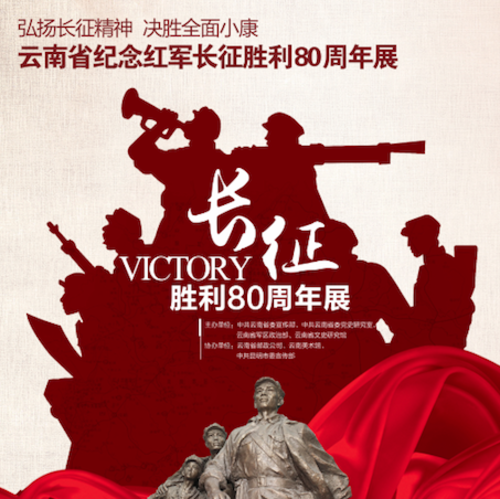 弘扬长征精神 决胜全面小康
云南省纪念红军长征胜利80周年展
长征
VICTORY
胜利80周年展
主办单位：中共云南省委宣传部、中共云南省委党史研究室、
云南省军区政治部、云南省文史研究馆
协办单位：云南省邮政公司、云南美术馆、
中共昆明市委宣传部